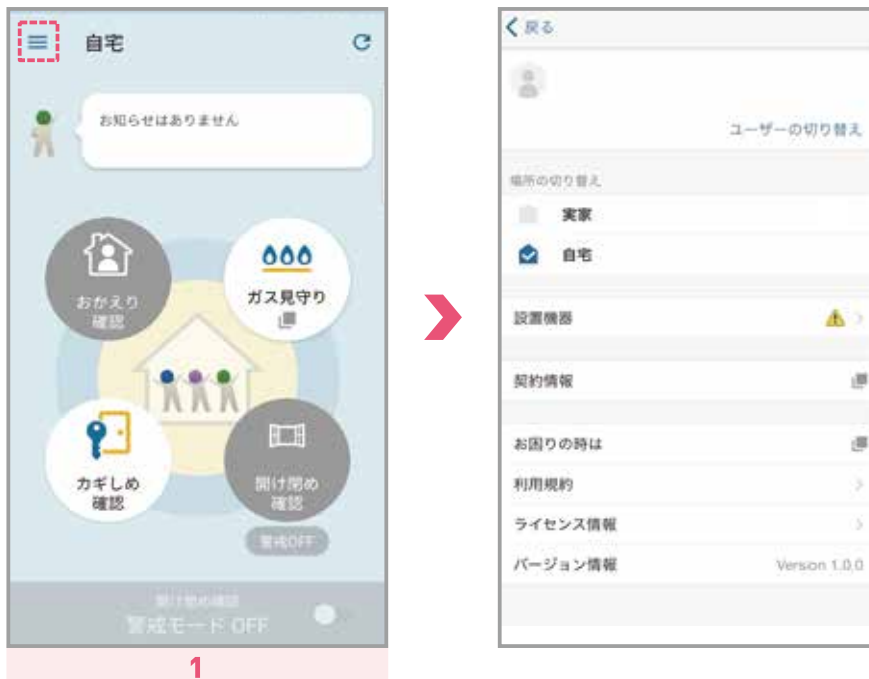 自宅
お知らせはありません
おかえり
確認
ガス見守り
カギしめ
確認
開け閉め
確認
警戒OFF
開け閉め確認
警戒モード OFF
1
戻る
ユーザーの切り替え
場所の切り替え
実家
自宅
設置機器
契約情報
お困りの時は
利用規約
ライセンス情報
バージョン情報
Version 1.0.0